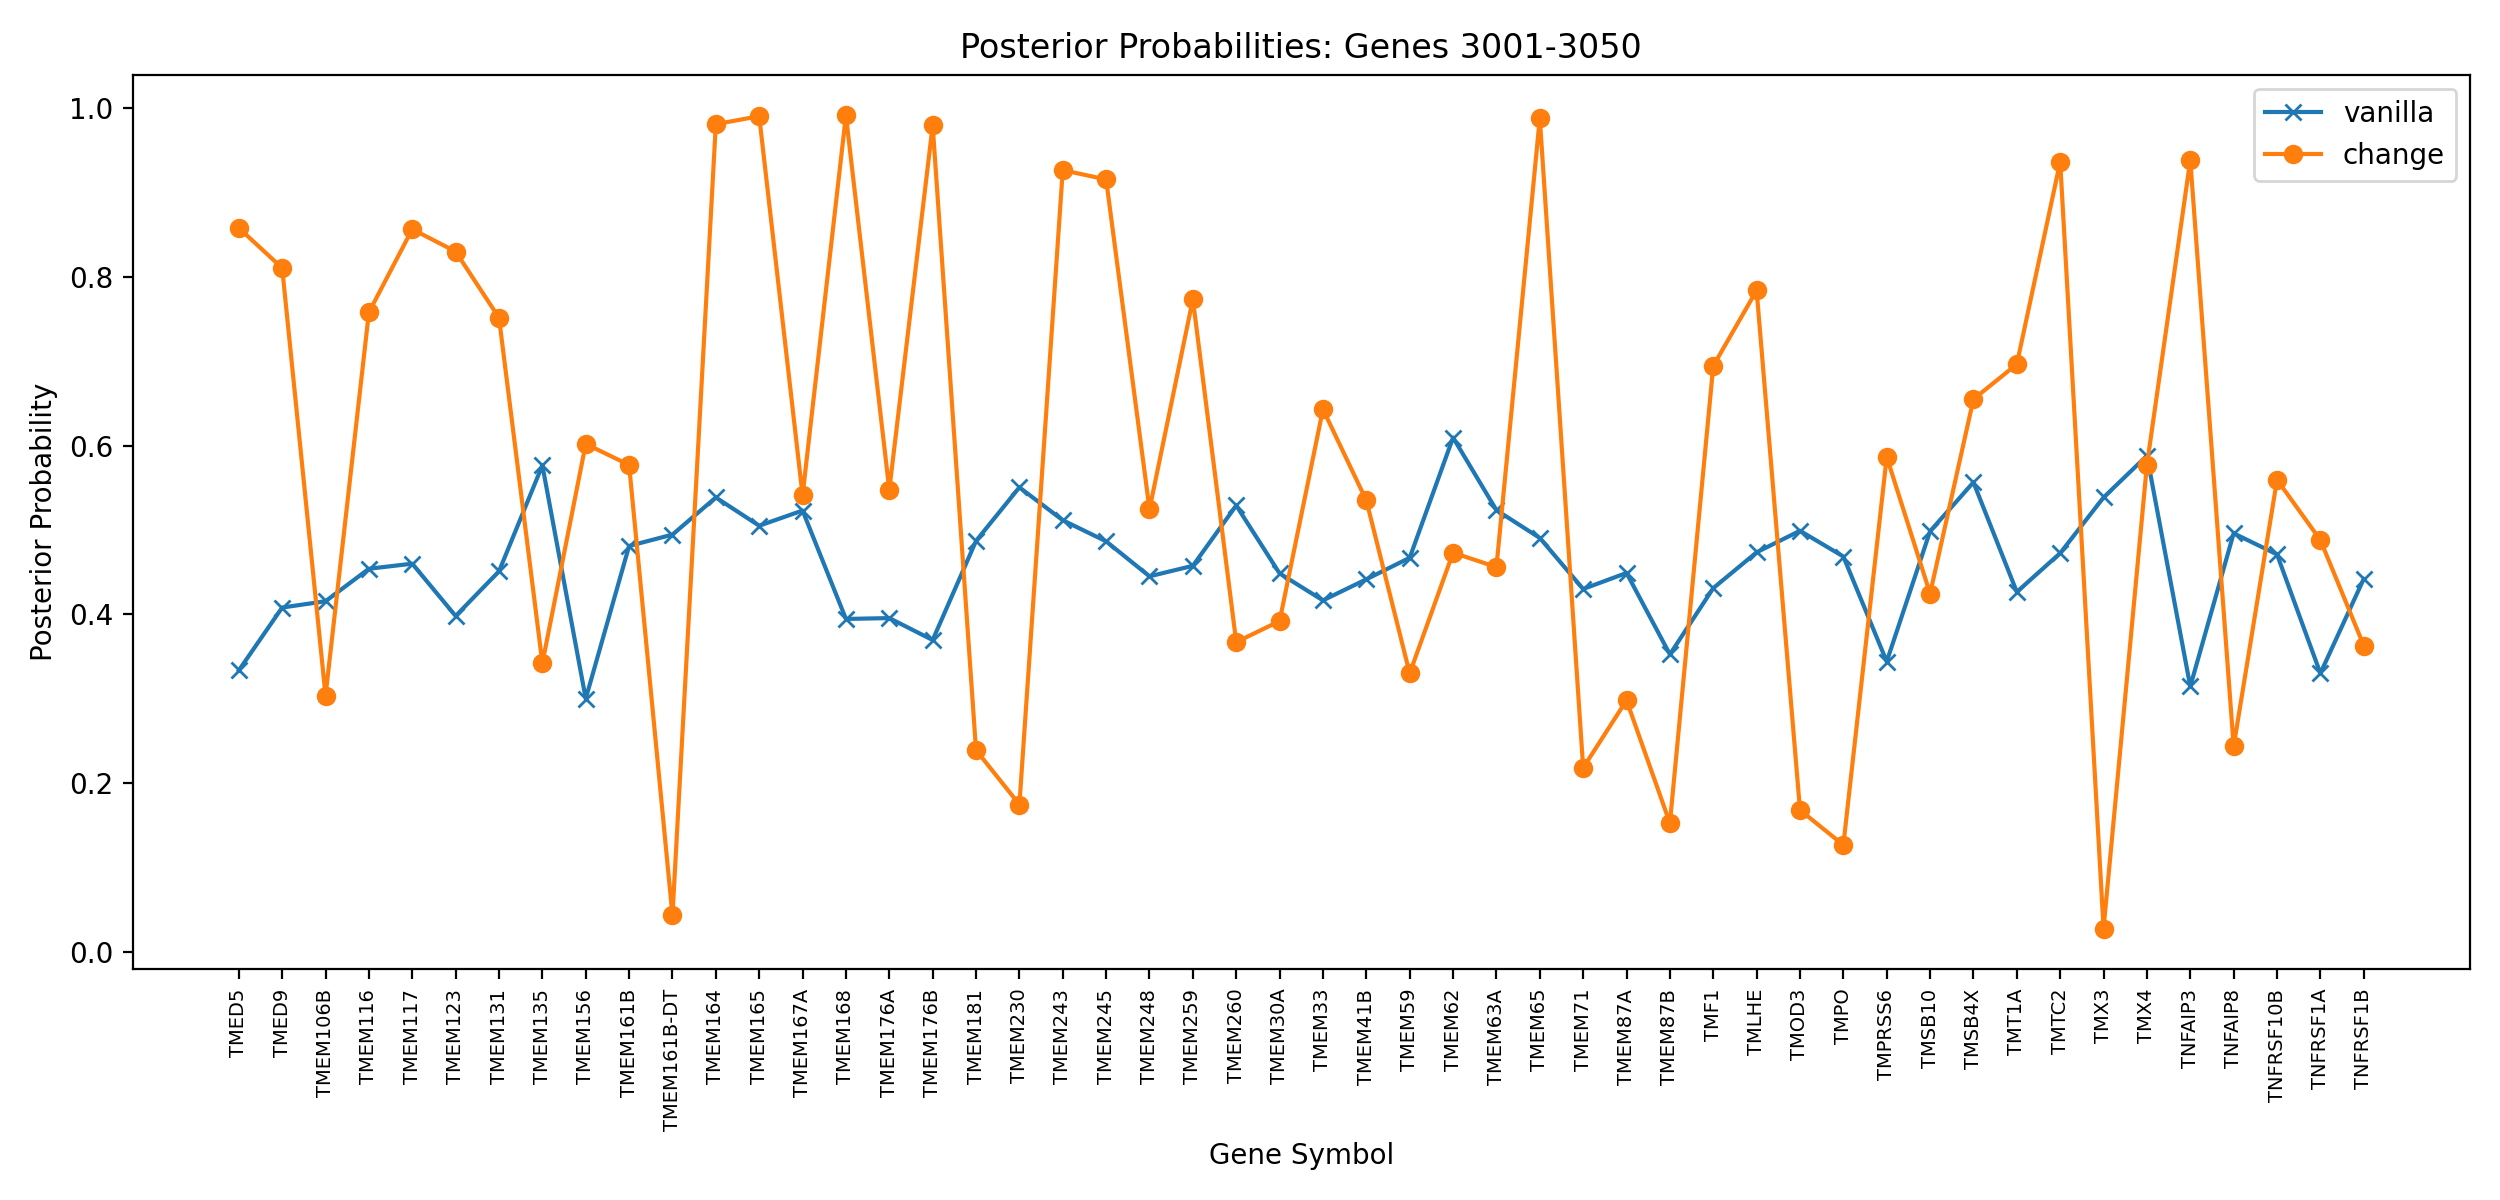 Posterior Probabilities: Genes 3001-3050
vanilla
change
Posterior Probability
1.0
0.8
0.6
0.4
0.2
0.0
TMED5
TMED9
TMEM106B
TMEM116
TMEM117
TMEM123
TMEM131
TMEM135
TMEM156
TMEM161B
TMEM161B-DT
TMEM164
TMEM165
TMEM167A
TMEM168
TMEM176A
TMEM176B
TMEM181
TMEM230
TMEM243
TMEM245
TMEM248
TMEM259
TMEM260
TMEM30A
TMEM33
TMEM41B
TMEM59
TMEM62
TMEM63A
TMEM65
TMEM71
TMEM87A
TMEM87B
TMF1
TMLHE
TMOD3
TMPO
TMPRSS6
TMSB10
TMSB4X
TMT1A
TMTC2
TMX3
TMX4
TNFAIP3
TNFAIP8
TNFRSF10B
TNFRSF1A
TNFRSF1B
Gene Symbol